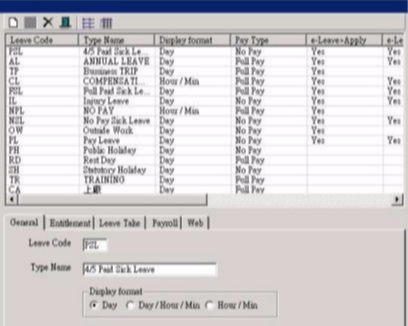 Leave Code Type Name Display format Pay Type e-Leave>Apply e-Le
PSL 4/5 Paid Sick Le... Day No Pay Yes Yes
AL ANNUAL LEAVE Day Full Pay Yes Yes
TP Bussiness TRIP Day Full Pay Yes
CL COMPENSATI... Hour / Min Full Pay Yes Yes
FSL Full Paid Sick Le... Day Full Pay Yes Yes
IL Injury Leave Day No Pay Yes Yes
NPL NO PAY Hour / Min Full Pay Yes
NSL No Pay Sick Leave Day No Pay Yes Yes
OW Outside Work Day Full Pay Yes
PL Pay Leave Day Full Pay Yes Yes
PH Public Holiday Day No Pay
RD Rest Day Day Full Pay
SH Statutory Holiday Day No Pay
TR TRAINING Day Full Pay
CA Day Full Pay
General Entitlement Leave Take Payroll Web
Leave Code PSL
Type Name 4/5 Paid Sick Leave
Display format
Day Day / Hour / Min Hour / Min